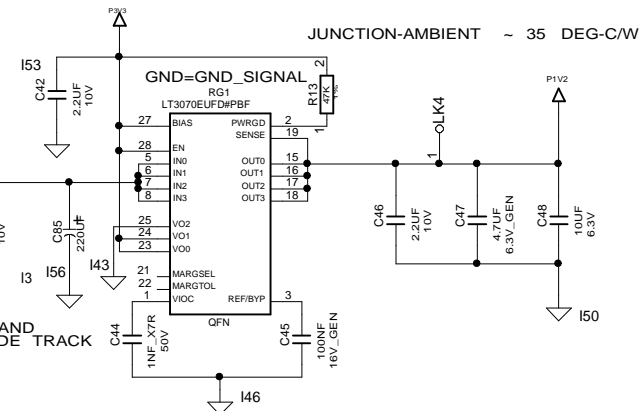 P3V3
JUNCTION-AMBIENT ~ 35 DEG-C/W
I53
C42
2.2UF
10V
GND=GND_SIGNAL
RG1
LT3070EUFD#PBF
2
R13
47K
1%
1
P1V2
27 BIAS
PWRGD 2
SENSE 19
LK4
1
28 EN
5 IN0
6 IN1
7 IN2
8 IN3
OUT0 15
OUT1 16
OUT2 17
OUT3 18
25 VO2
24 VO1
23 VO0
10V
C85
220UF
C46
2.2UF
10V
C47
4.7UF
6.3V_GEN
C48
10UF
6.3V
I3
I56
I43
21 MARGSEL
22 MARGTOL
1 VIOC
REF/BYP 3
QFN
I50
AND
DE TRACK
C44
1NF_X7R
50V
C45
100NF
16V_GEN
I46